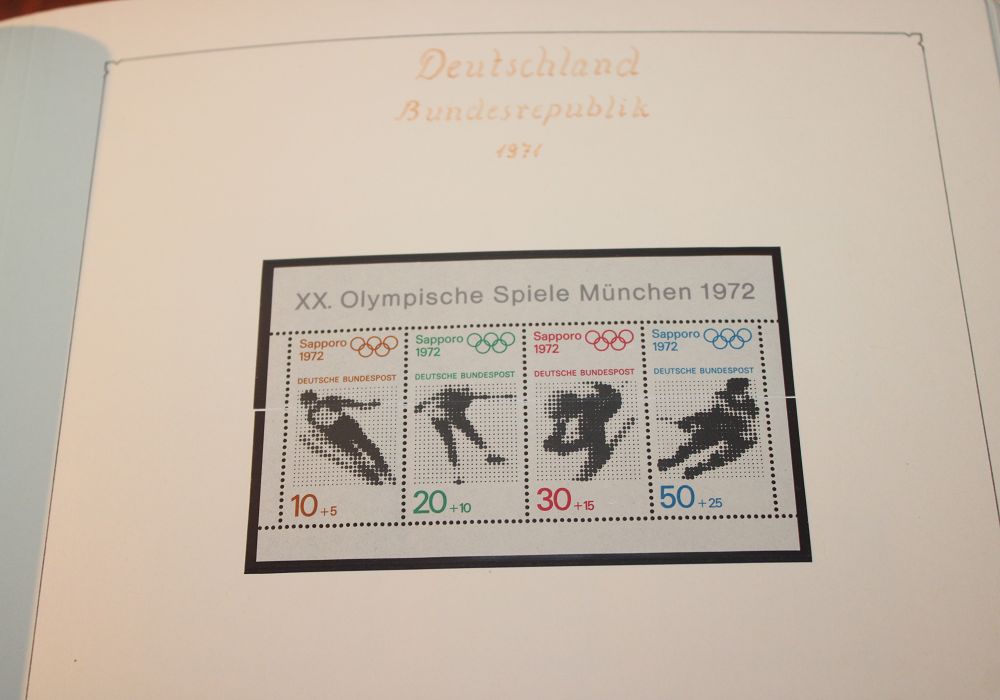 Deutschland
Bundesrepublik
1971
XX. Olympische Spiele München 1972
Sapporo
1972
DEUTSCHE BUNDESPOST
10 +5
Sapporo
1972
DEUTSCHE BUNDESPOST
20 +10
Sapporo
1972
DEUTSCHE BUNDESPOST
30 +15
Sapporo
1972
DEUTSCHE BUNDESPOST
50 +25